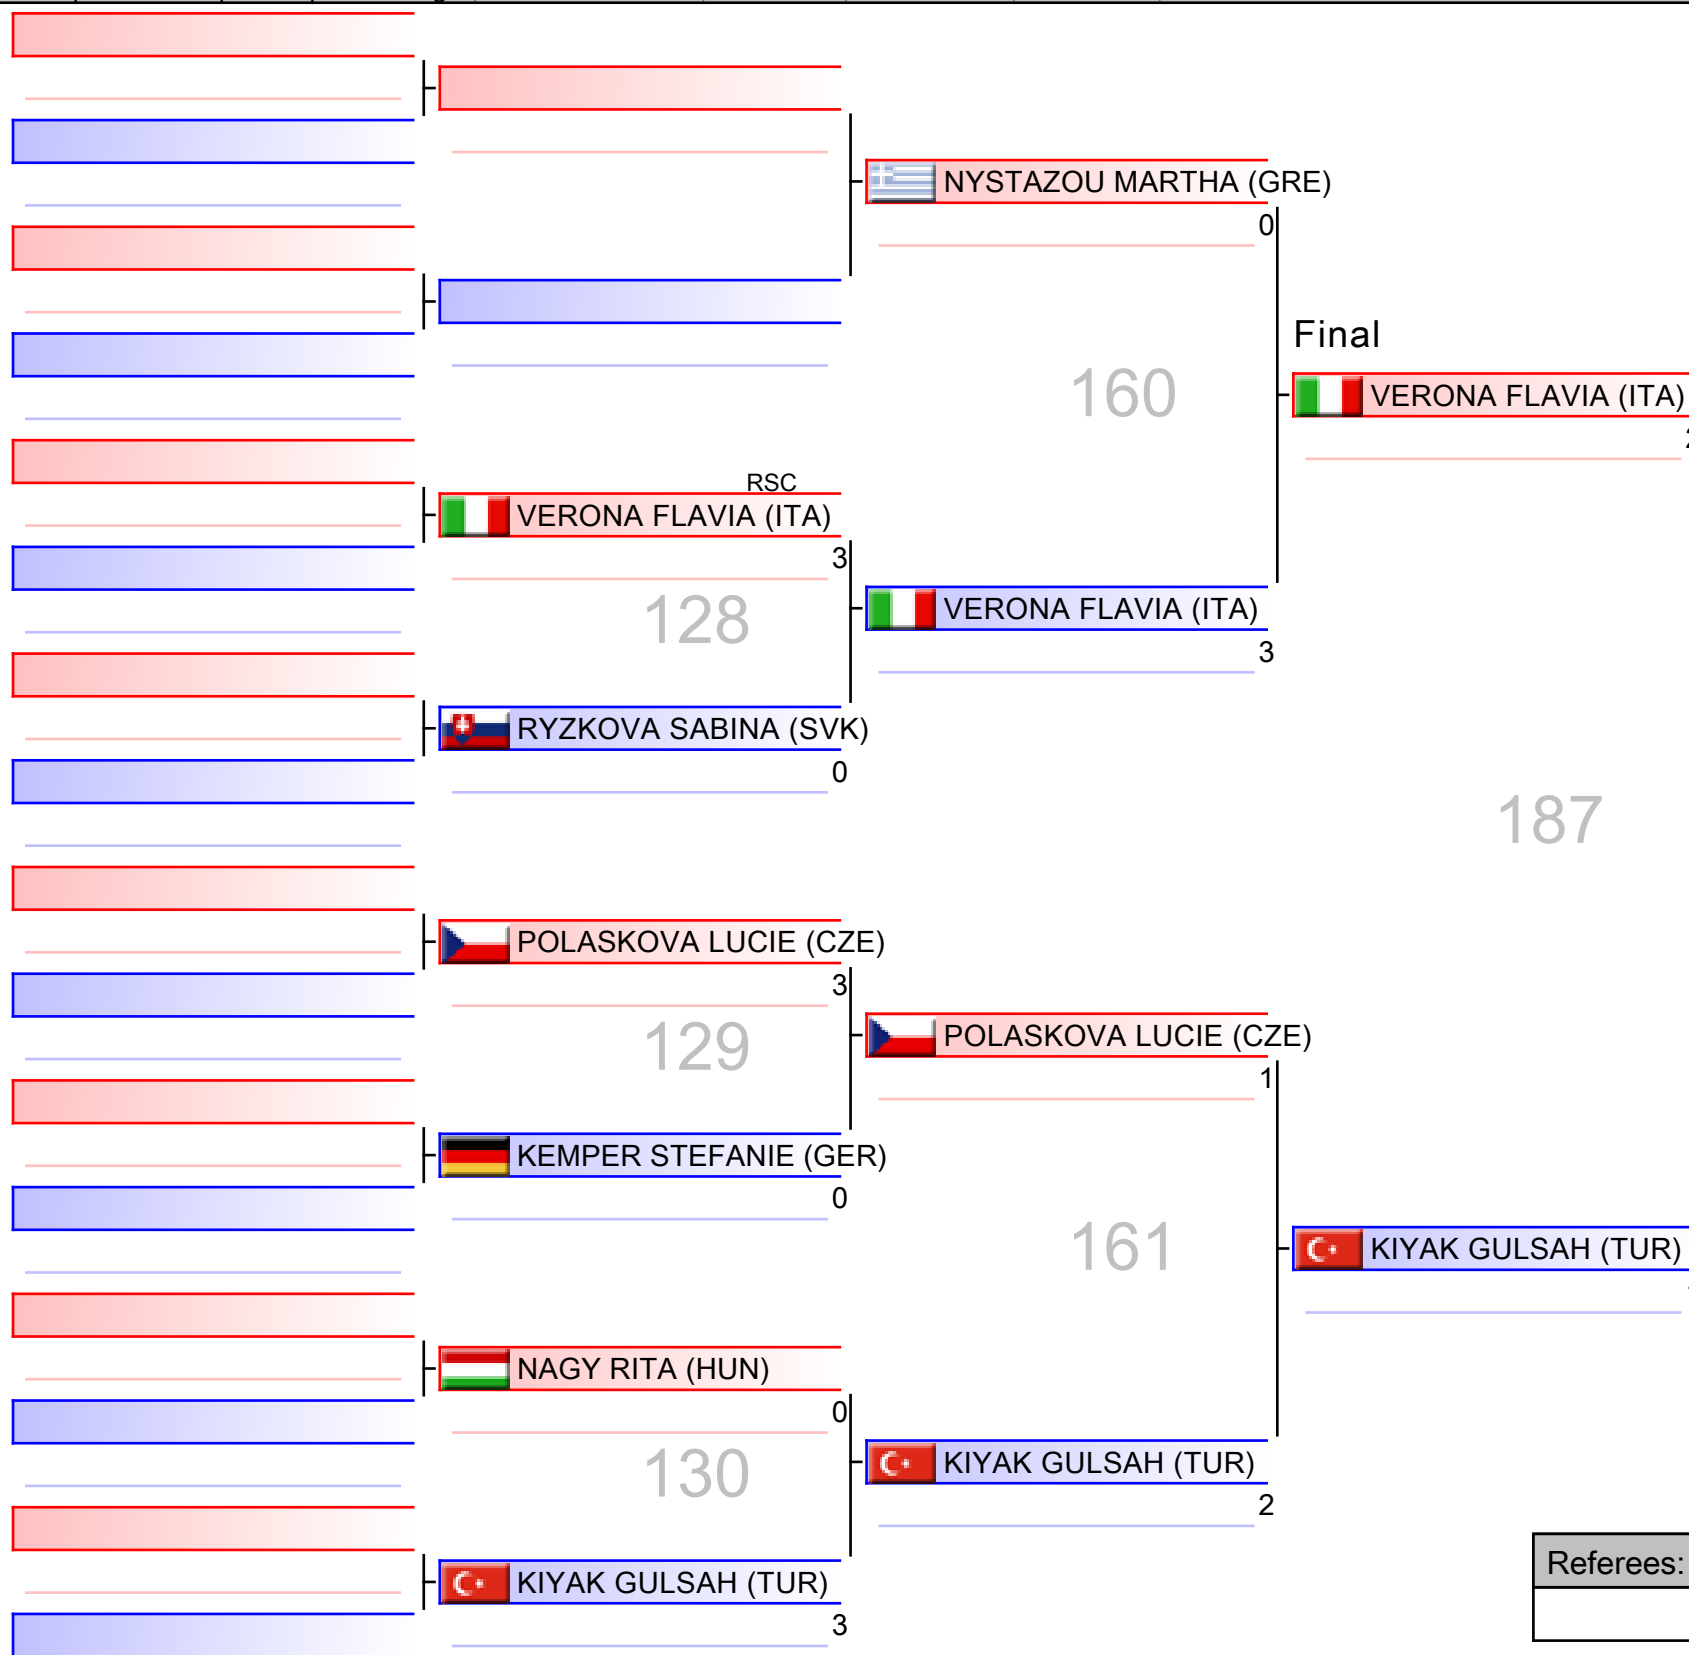 NYSTAZOU MARTHA (GRE)
0
Final
160
VERONA FLAVIA (ITA)
RSC
VERONA FLAVIA (ITA)
3
128
VERONA FLAVIA (ITA)
3
RYZKOVA SABINA (SVK)
0
187
POLASKOVA LUCIE (CZE)
3
129
POLASKOVA LUCIE (CZE)
1
KEMPER STEFANIE (GER)
0
161
KIYAK GULSAH (TUR)
NAGY RITA (HUN)
0
130
KIYAK GULSAH (TUR)
2
KIYAK GULSAH (TUR)
3
Referees: